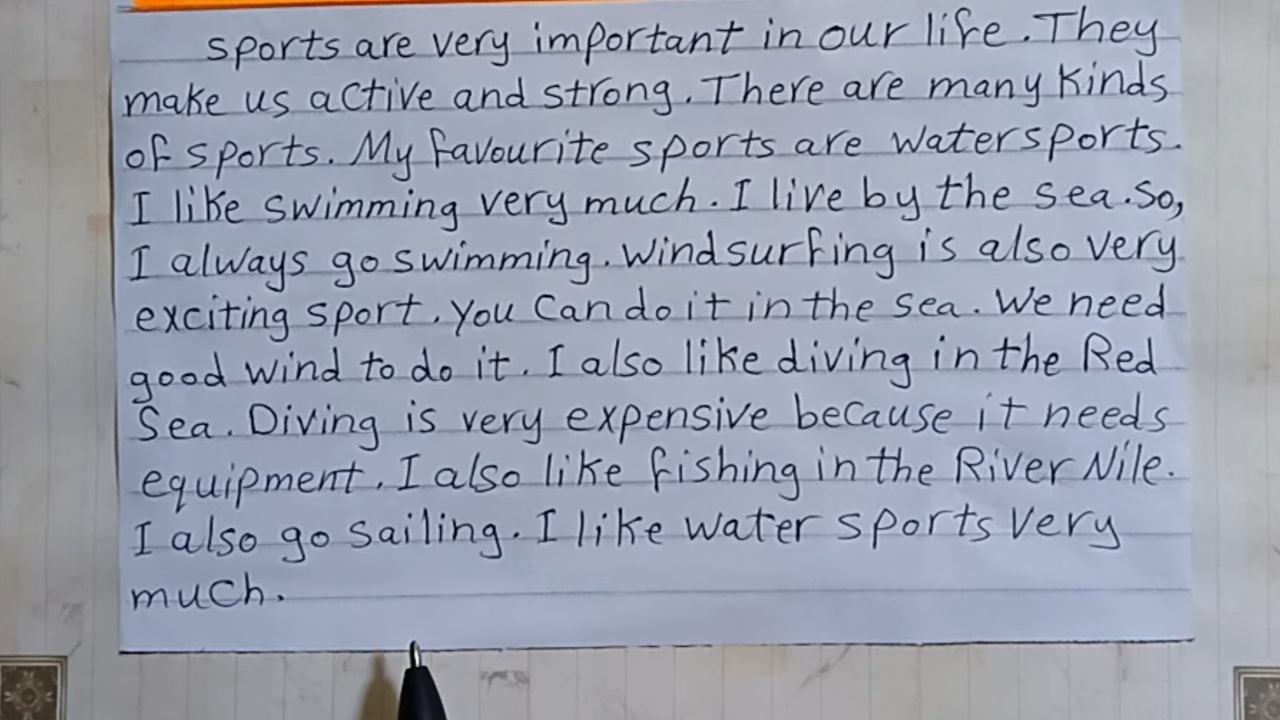 sports are very important in our life. They
make us active and strong. There are many kinds
of sports. My favourite sports are water sports.
I like swimming very much. I live by the sea. So,
I always go swimming. Windsurfing is also very
exciting sport. You can do it in the sea. We need
good wind to do it. I also like diving in the Red
Sea. Diving is very expensive because it needs
equipment. I also like fishing in the River Nile.
I also go sailing. I like water sports very
much.